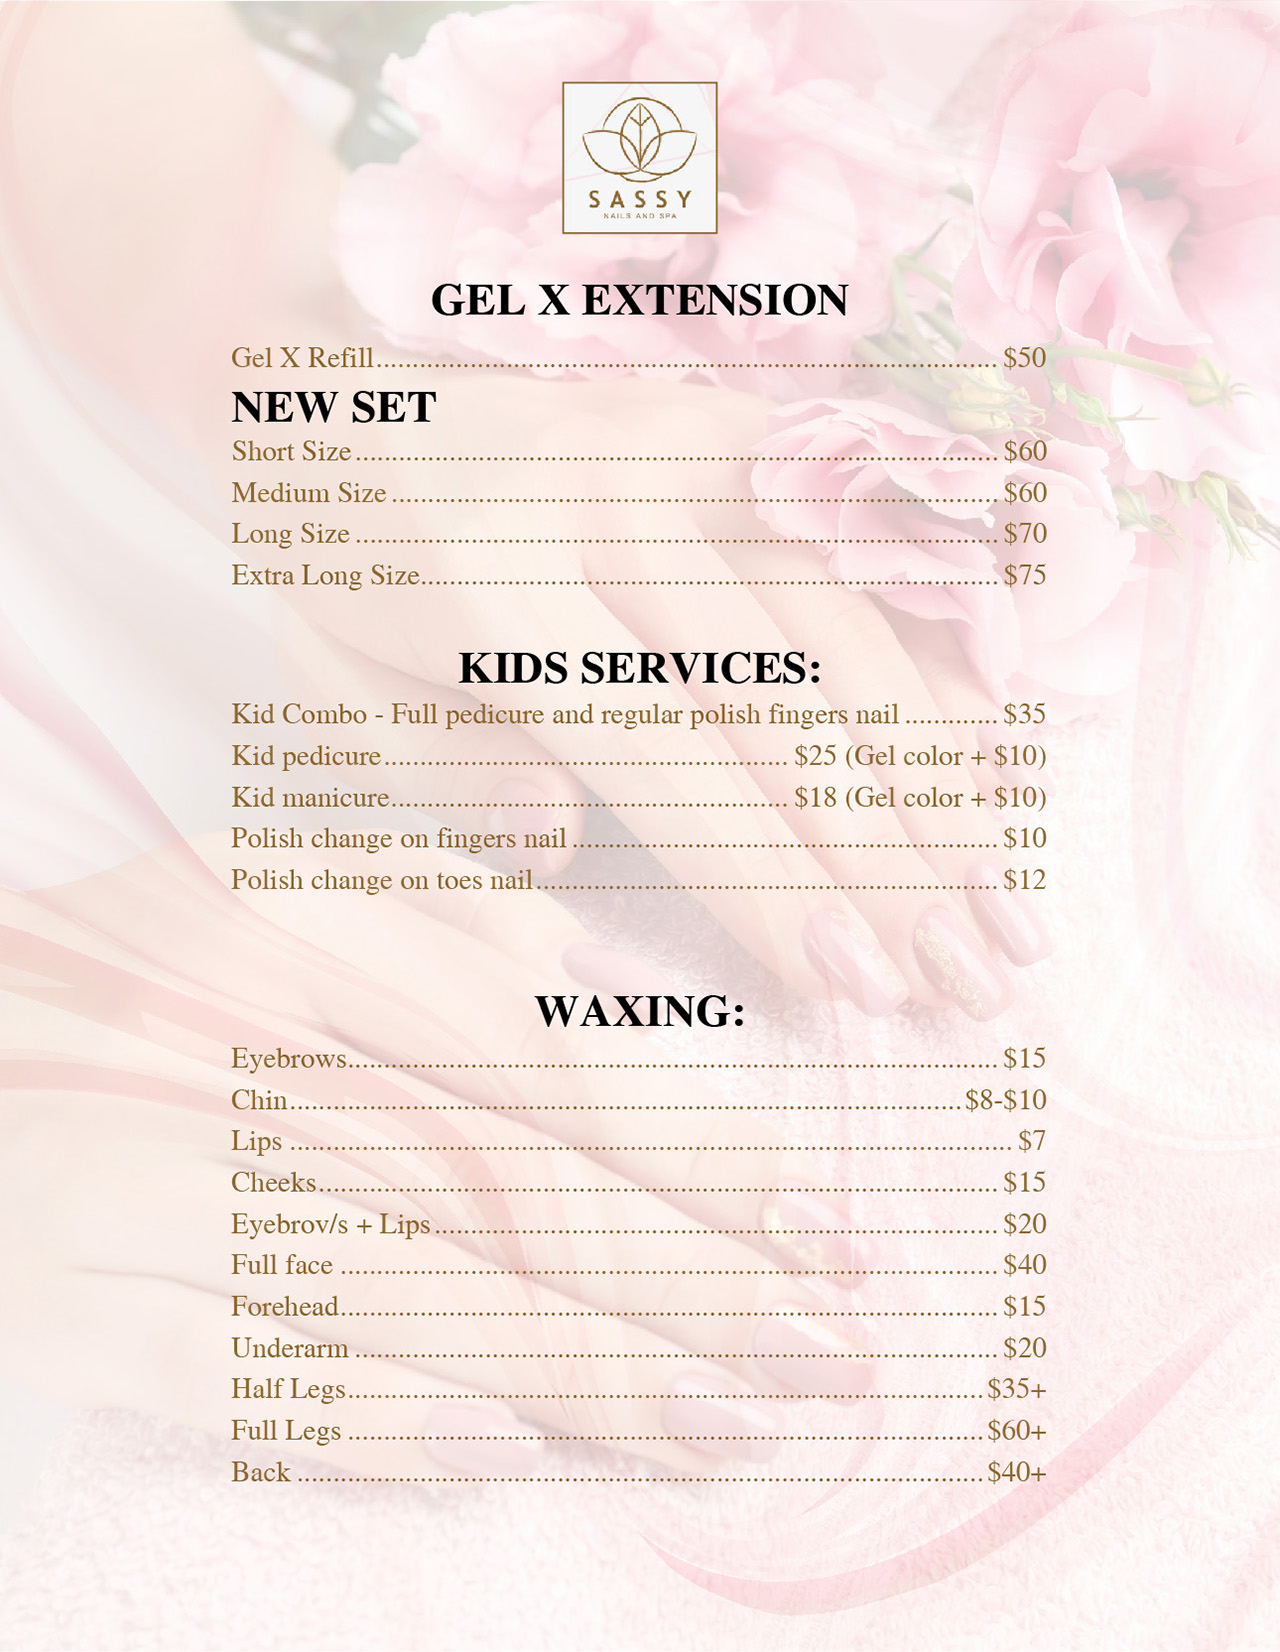 SASSY
NAILS AND SPA
GEL X EXTENSION
Gel X Refill.................................................................................... $50
NEW SET
Short Size....................................................................................... $60
Medium Size................................................................................... $60
Long Size........................................................................................ $70
Extra Long Size............................................................................... $75
KIDS SERVICES:
Kid Combo - Full pedicure and regular polish fingers nail ............. $35
Kid pedicure........................................................ $25 (Gel color + $10)
Kid manicure....................................................... $18 (Gel color + $10)
Polish change on fingers nail........................................................... $10
Polish change on toes nail................................................................ $12
WAXING:
Eyebrows......................................................................................... $15
Chin............................................................................................$8-$10
Lips .................................................................................................. $7
Cheeks............................................................................................. $15
Eyebrov/s + Lips.............................................................................. $20
Full face .......................................................................................... $40
Forehead.......................................................................................... $15
Underarm ........................................................................................ $20
Half Legs....................................................................................... $35+
Full Legs ....................................................................................... $60+
Back .............................................................................................. $40+